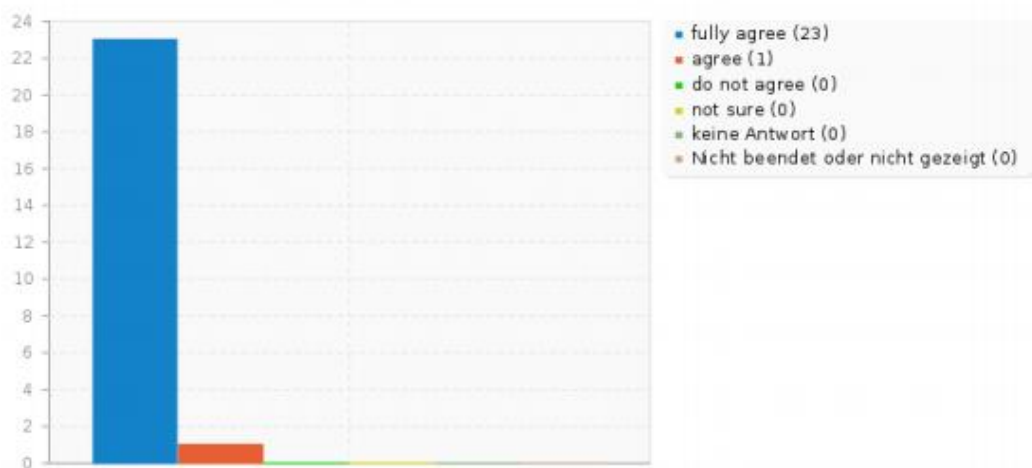 24
22
20
18
16
14
12
10
8
6
4
2
0
fully agree (23)
agree (1)
do not agree (0)
not sure (0)
keine Antwort (0)
Nicht beendet oder nicht gezeigt (0)